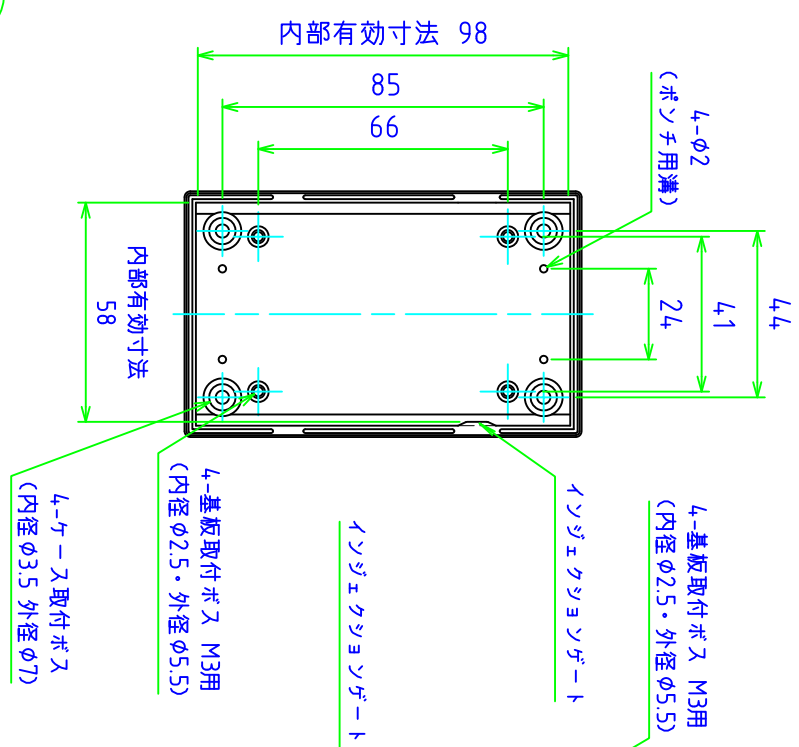 内部有効寸法 98
85
66
4-φ2
(ポンチ用溝)
44
41
24
内部有効寸法
58
4-基板取付ボス M3用
(内径φ2.5・外径φ5.5)
インジェクションゲート
4-基板取付ボス M3用
(内径φ2.5・外径φ5.5)
インジェクションゲート
4-ケース取付ボス
(内径φ3.5 外径φ7)